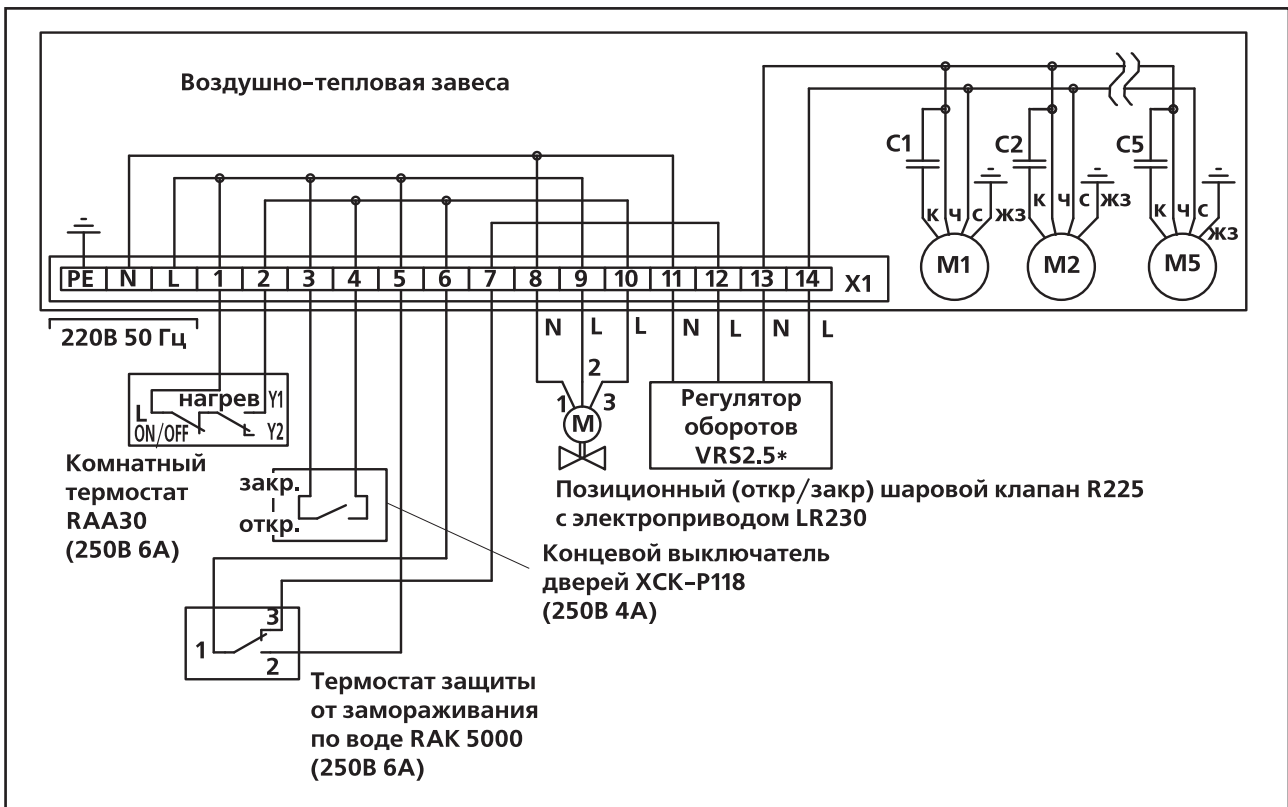 Воздушно-тепловая завеса
C1
C2
C5
к ч с жз
к ч с жз
к ч с жз
M1
M2
M5
PE N L 1 2 3 4 5 6 7 8 9 10 11 12 13 14 X1
220В 50 Гц
N L L N L N L
нагрев Y1
L
ON/OFF Y2
2
1 3
M
Регулятор
оборотов
VRS2.5*
Комнатный
термостат
RAA30
(250В 6А)
закр.
откр.
Позиционный (откр/закр) шаровой клапан R225
с электроприводом LR230
Концевой выключатель
дверей ХСК-Р118
(250В 4А)
3
1
2
Термостат защиты
от замораживания
по воде RAK 5000
(250В 6А)